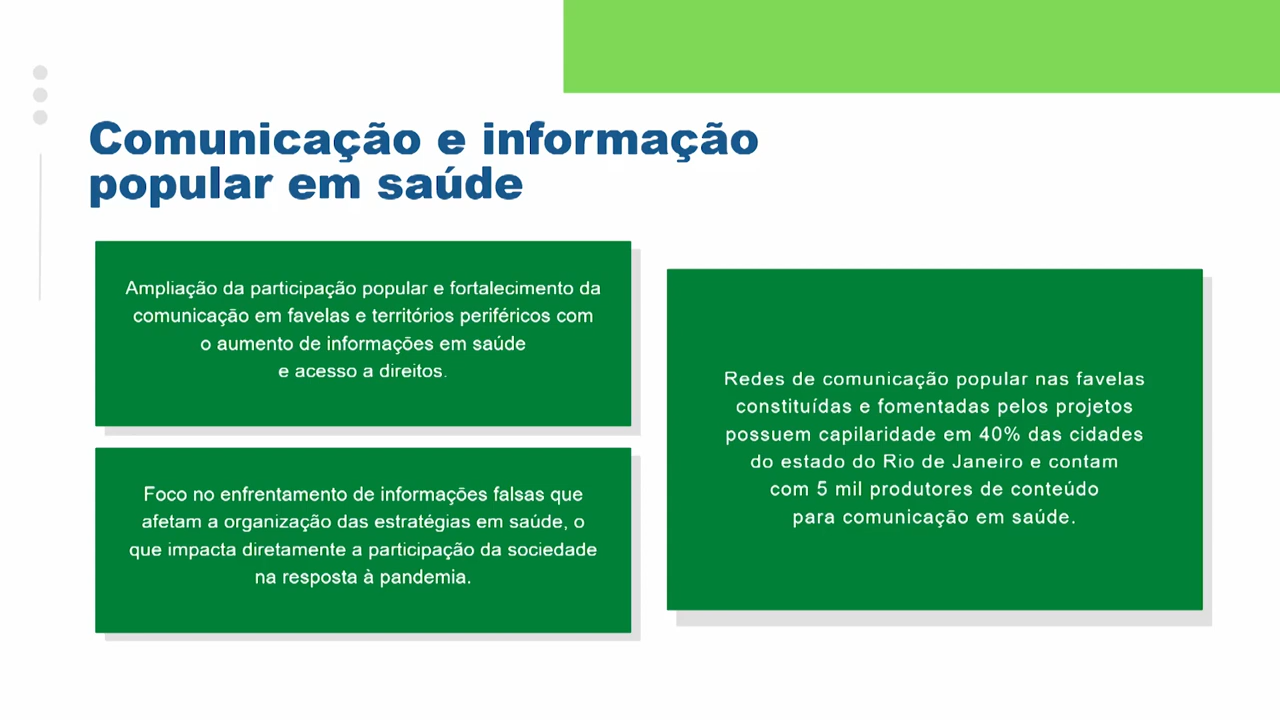 Comunicação e informação
popular em saúde
Ampliação da participação popular e fortalecimento da
comunicação em favelas e territórios periféricos com
o aumento de informações em saúde
e acesso a direitos.
Foco no enfrentamento de informações falsas que
afetam a organização das estratégias em saúde, o
que impacta diretamente a participação da sociedade
na resposta à pandemia.
Redes de comunicação popular nas favelas
constituídas e fomentadas pelos projetos
possuem capilaridade em 40% das cidades
do estado do Rio de Janeiro e contam
com 5 mil produtores de conteúdo
para comunicação em saúde.